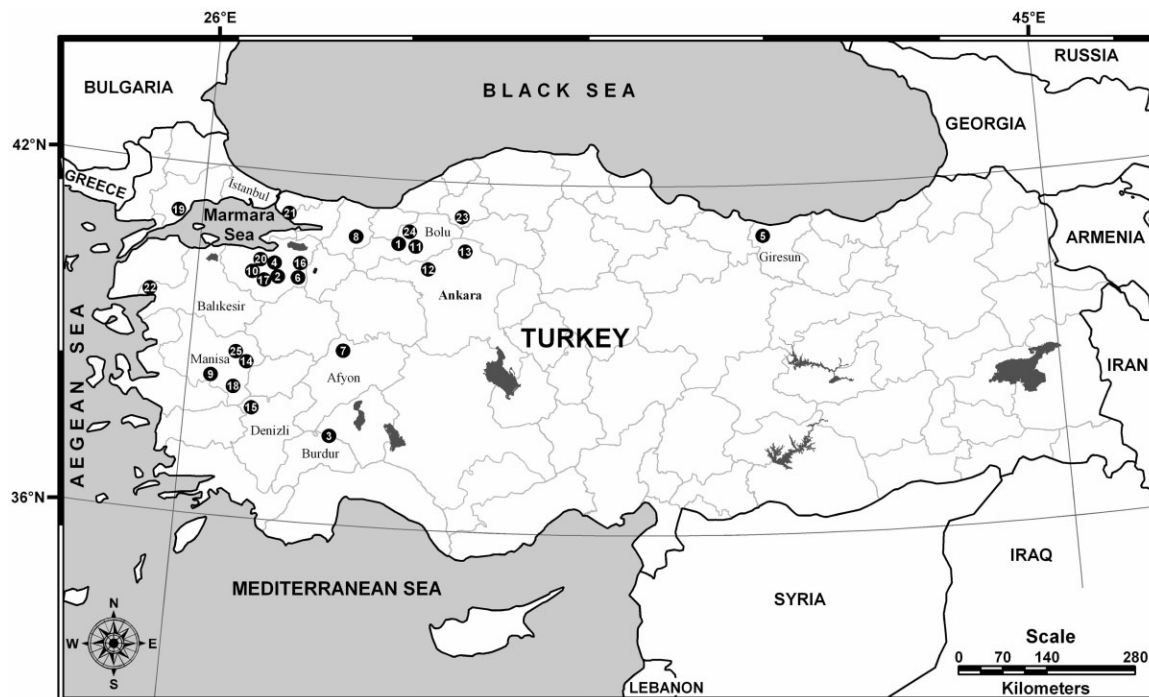 26°E
45°E
BULGARIA
BLACK SEA
RUSSIA
GEORGIA
42°N
GREECE
İstanbul
19
Marmara
Sea
21
8
24
1
11
Bolu
23
13
12
5
Giresun
ARMENIA
20
4
16
10
17
2
6
22
Balıkesir
Ankara
TURKEY
AEGEAN SEA
25
Manisa
14
9
18
7
Afyon
IRAN
15
Denizli
3
Burdur
36°N
MEDITERRANEAN SEA
SYRIA
IRAQ
LEBANON
N
W
E
S
Scale
0 70 140 280
Kilometers